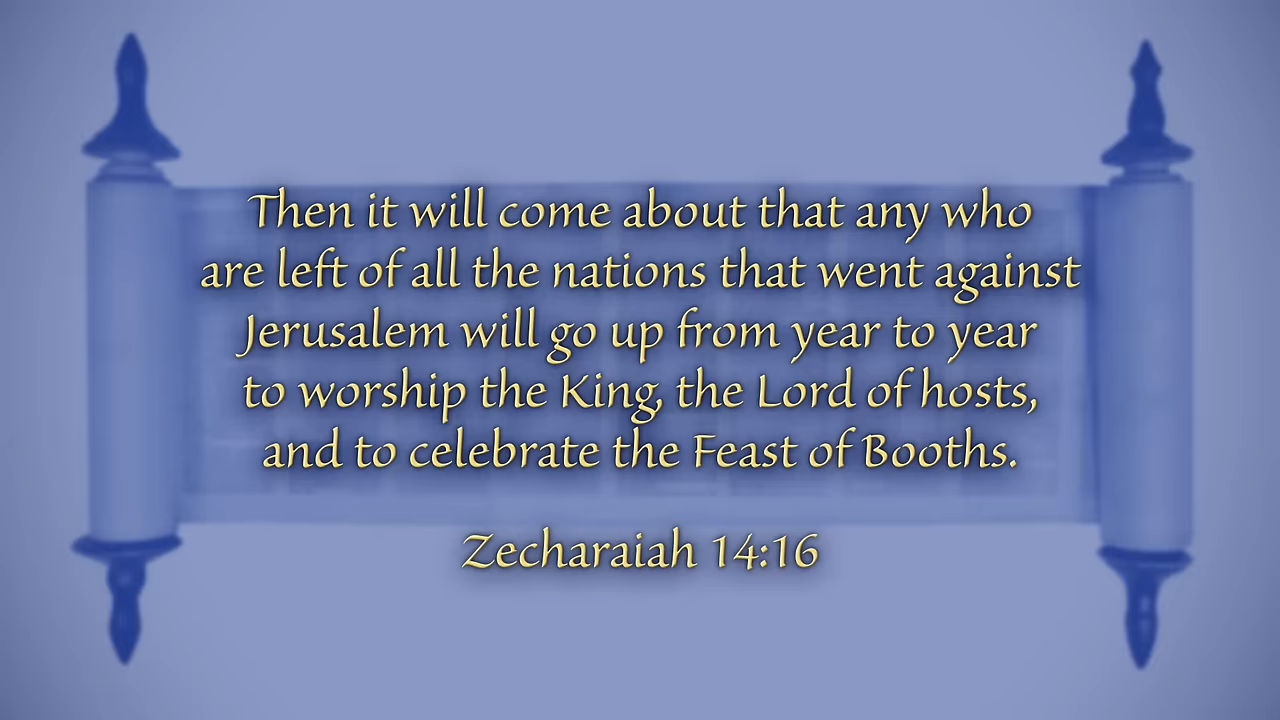 Then it will come about that any who
are left of all the nations that went against
Jerusalem will go up from year to year
to worship the King, the Lord of hosts,
and to celebrate the Feast of Booths.
Zecharaiah 14:16